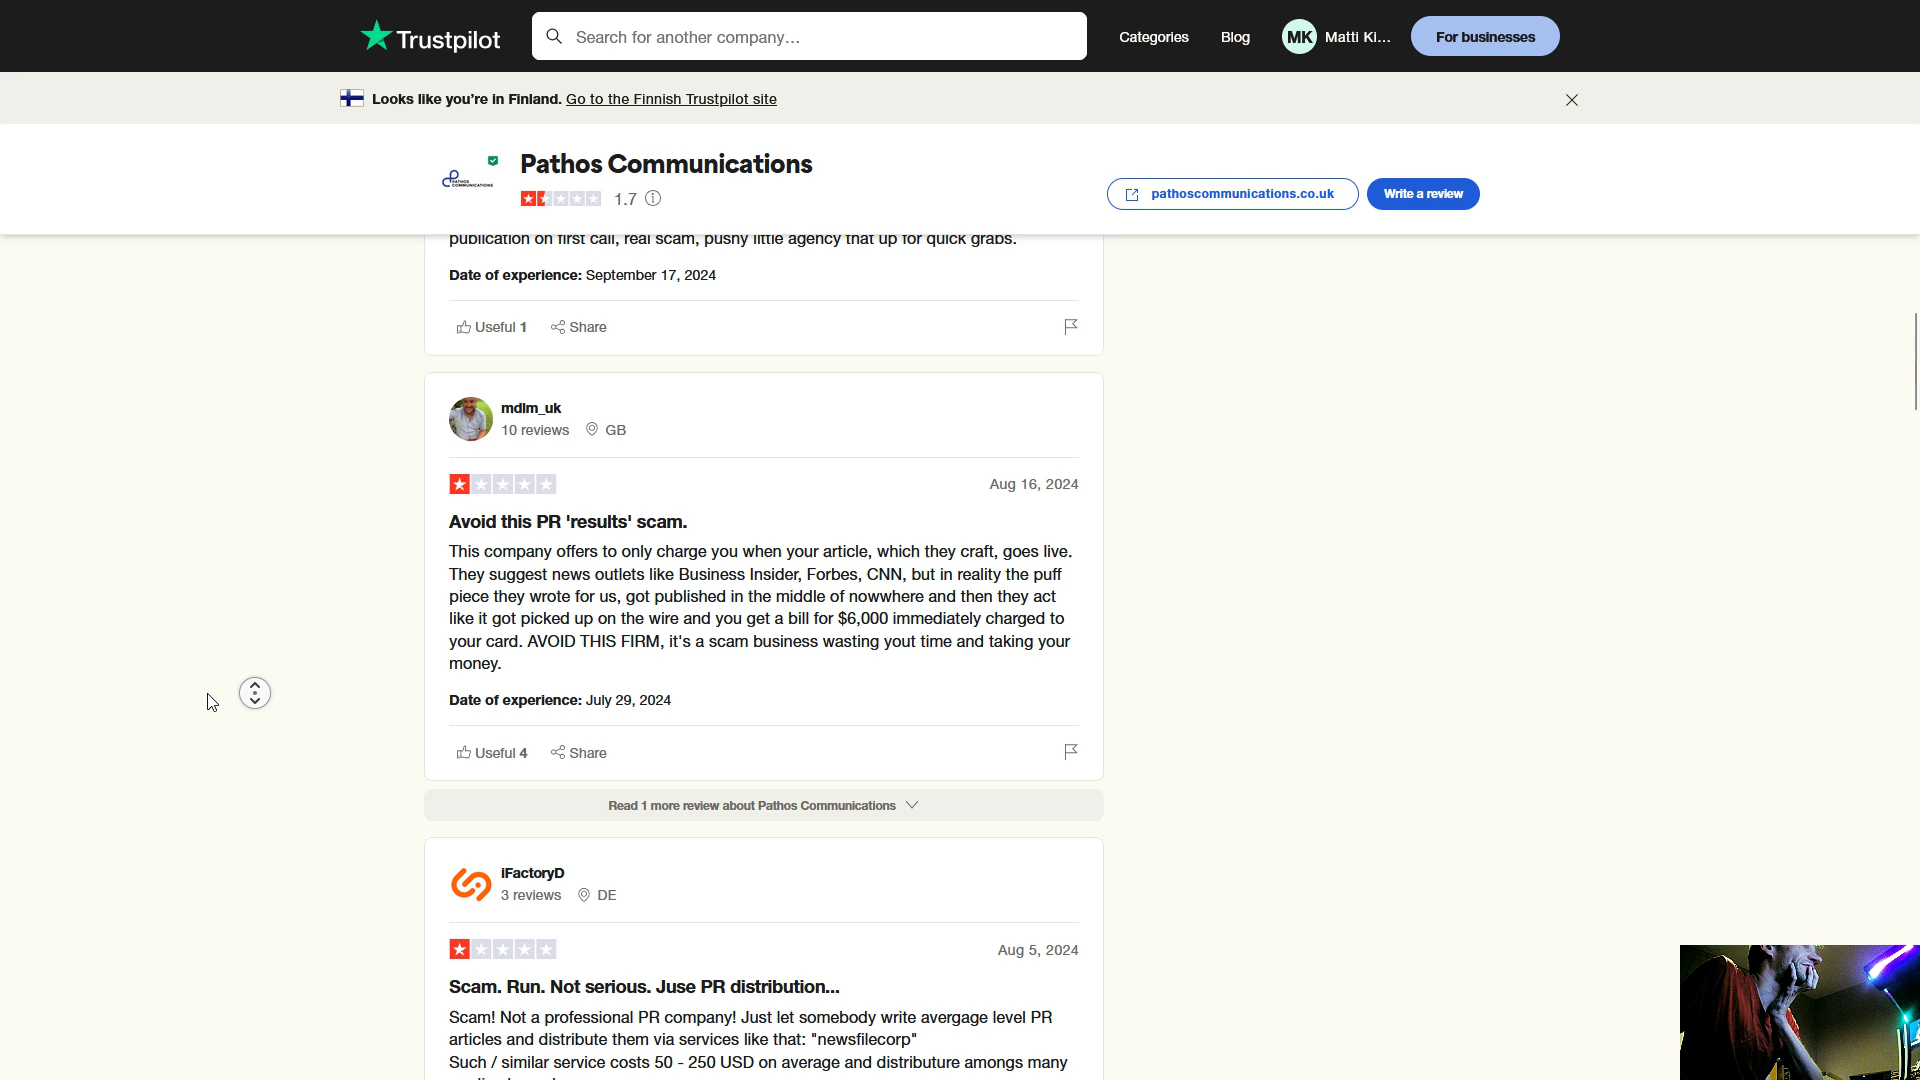 Trustpilot
Search for another company…
Categories
Blog
MK
Matti Ki...
For businesses
Looks like you're in Finland. Go to the Finnish Trustpilot site
PATHOS
COMMUNICATIONS
Pathos Communications
1.7
pathoscommunications.co.uk
Write a review
publication on first call, real scam, pushy little agency that up for quick grabs.
Date of experience: September 17, 2024
Useful 1
Share
mdlm_uk
10 reviews
GB
Aug 16, 2024
Avoid this PR 'results' scam.
This company offers to only charge you when your article, which they craft, goes live.
They suggest news outlets like Business Insider, Forbes, CNN, but in reality the puff
piece they wrote for us, got published in the middle of nowwhere and then they act
like it got picked up on the wire and you get a bill for $6,000 immediately charged to
your card. AVOID THIS FIRM, it's a scam business wasting yout time and taking your
money.
Date of experience: July 29, 2024
Useful 4
Share
Read 1 more review about Pathos Communications
iFactoryD
3 reviews
DE
Aug 5, 2024
Scam. Run. Not serious. Juse PR distribution...
Scam! Not a professional PR company! Just let somebody write avergage level PR
articles and distribute them via services like that: "newsfilecorp"
Such / similar service costs 50 - 250 USD on average and distributure amongs many